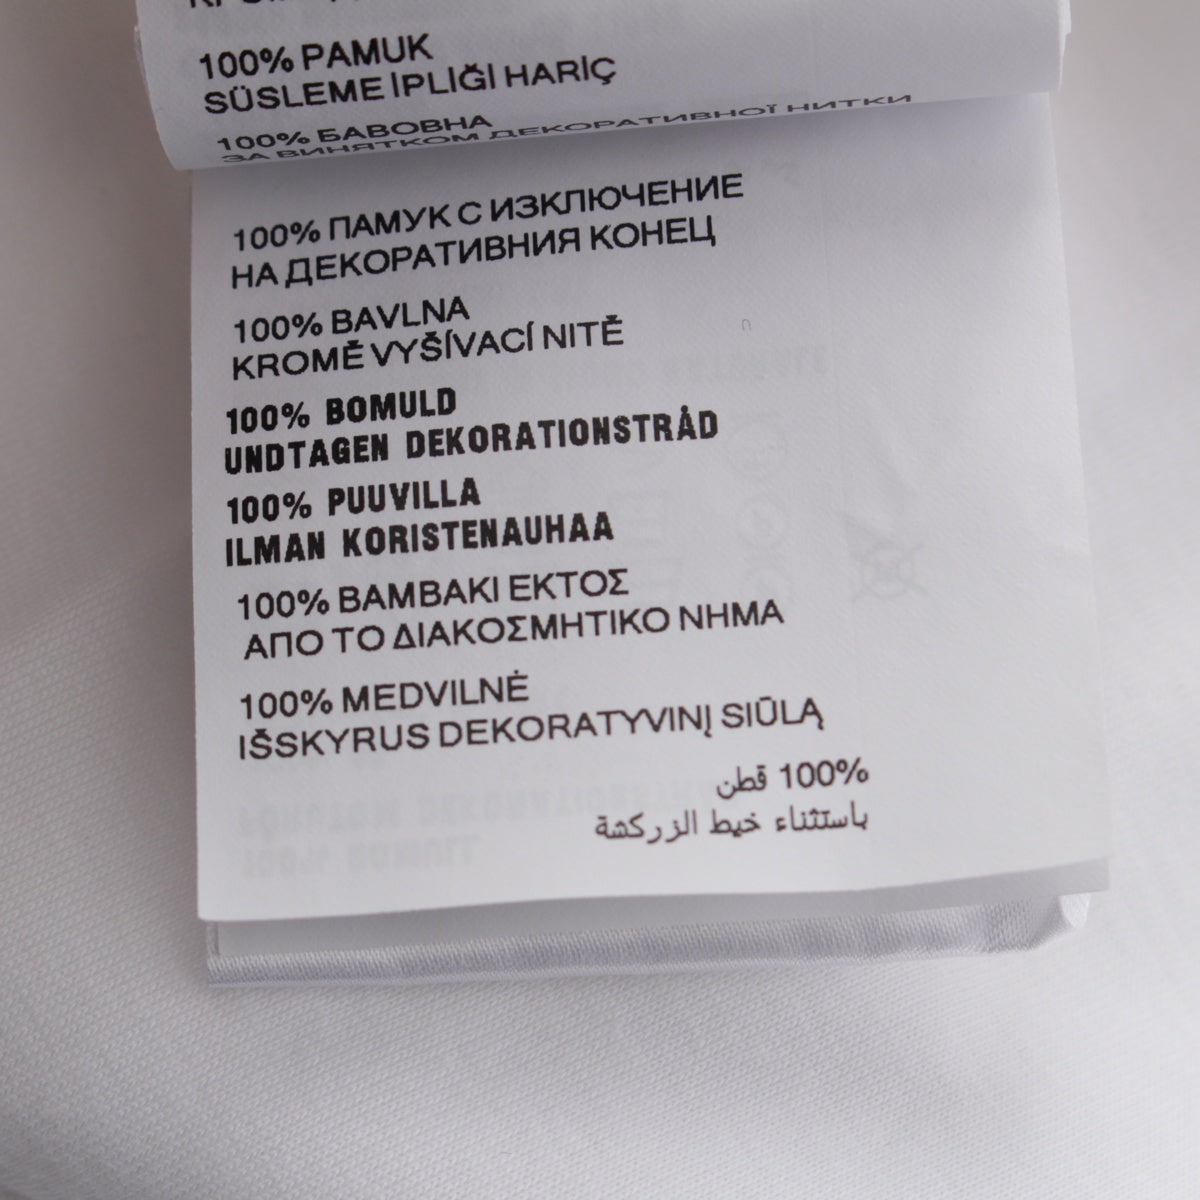 100% PAMUK
SÜSLEME İPLİĞİ HARİÇ
100% БАВОВНА
ЗА ВИНЯТКОМ ДЕКОРАТИВНОЇ НИТКИ
100% ПАМУК С ИЗКЛЮЧЕНИЕ
НА ДЕКОРАТИВНИЯ КОНЕЦ
100% BAVLNA
KROMĚ VYŠÍVACÍ NITĚ
100% BOMULD
UNDTAGEN DEKORATIONSTRÅD
100% PUUVILLA
ILMAN KORISTENAUHAA
100% ΒΑΜΒΑΚΙ ΕΚΤΟΣ
ΑΠΟ ΤΟ ΔΙΑΚΟΣΜΗΤΙΚΟ ΝΗΜΑ
100% MEDVILNĖ
IŠSKYRUS DEKORATYVINĮ SIŪLĄ
100% قطن
باستثناء خيط الزركشة